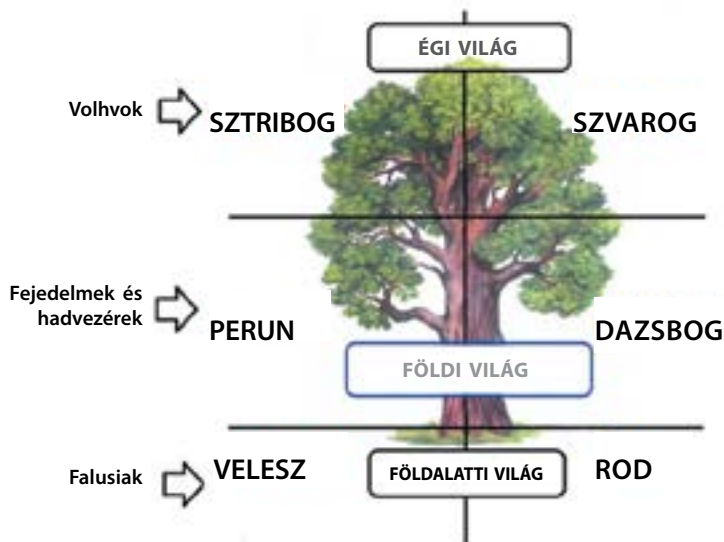 ÉGI VILÁG
Volhvok
SZTRIBOG
SZVAROG
Fejedelmek és
hadvezérek
PERUN
DAZSBOG
FÖLDI VILÁG
Falusiak
VELESZ
FÖLDALATTI VILÁG
ROD